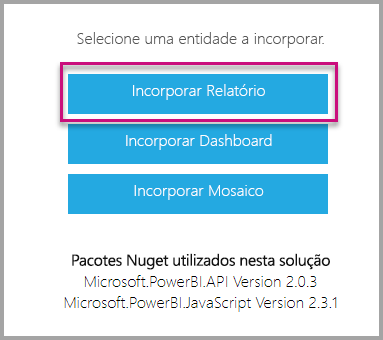 Selecione uma entidade a incorporar.
Incorporar Relatório
Incorporar Dashboard
Incorporar Mosaico
Pacotes Nuget utilizados nesta solução
Microsoft.PowerBI.API Version 2.0.3
Microsoft.PowerBI.JavaScript Version 2.3.1